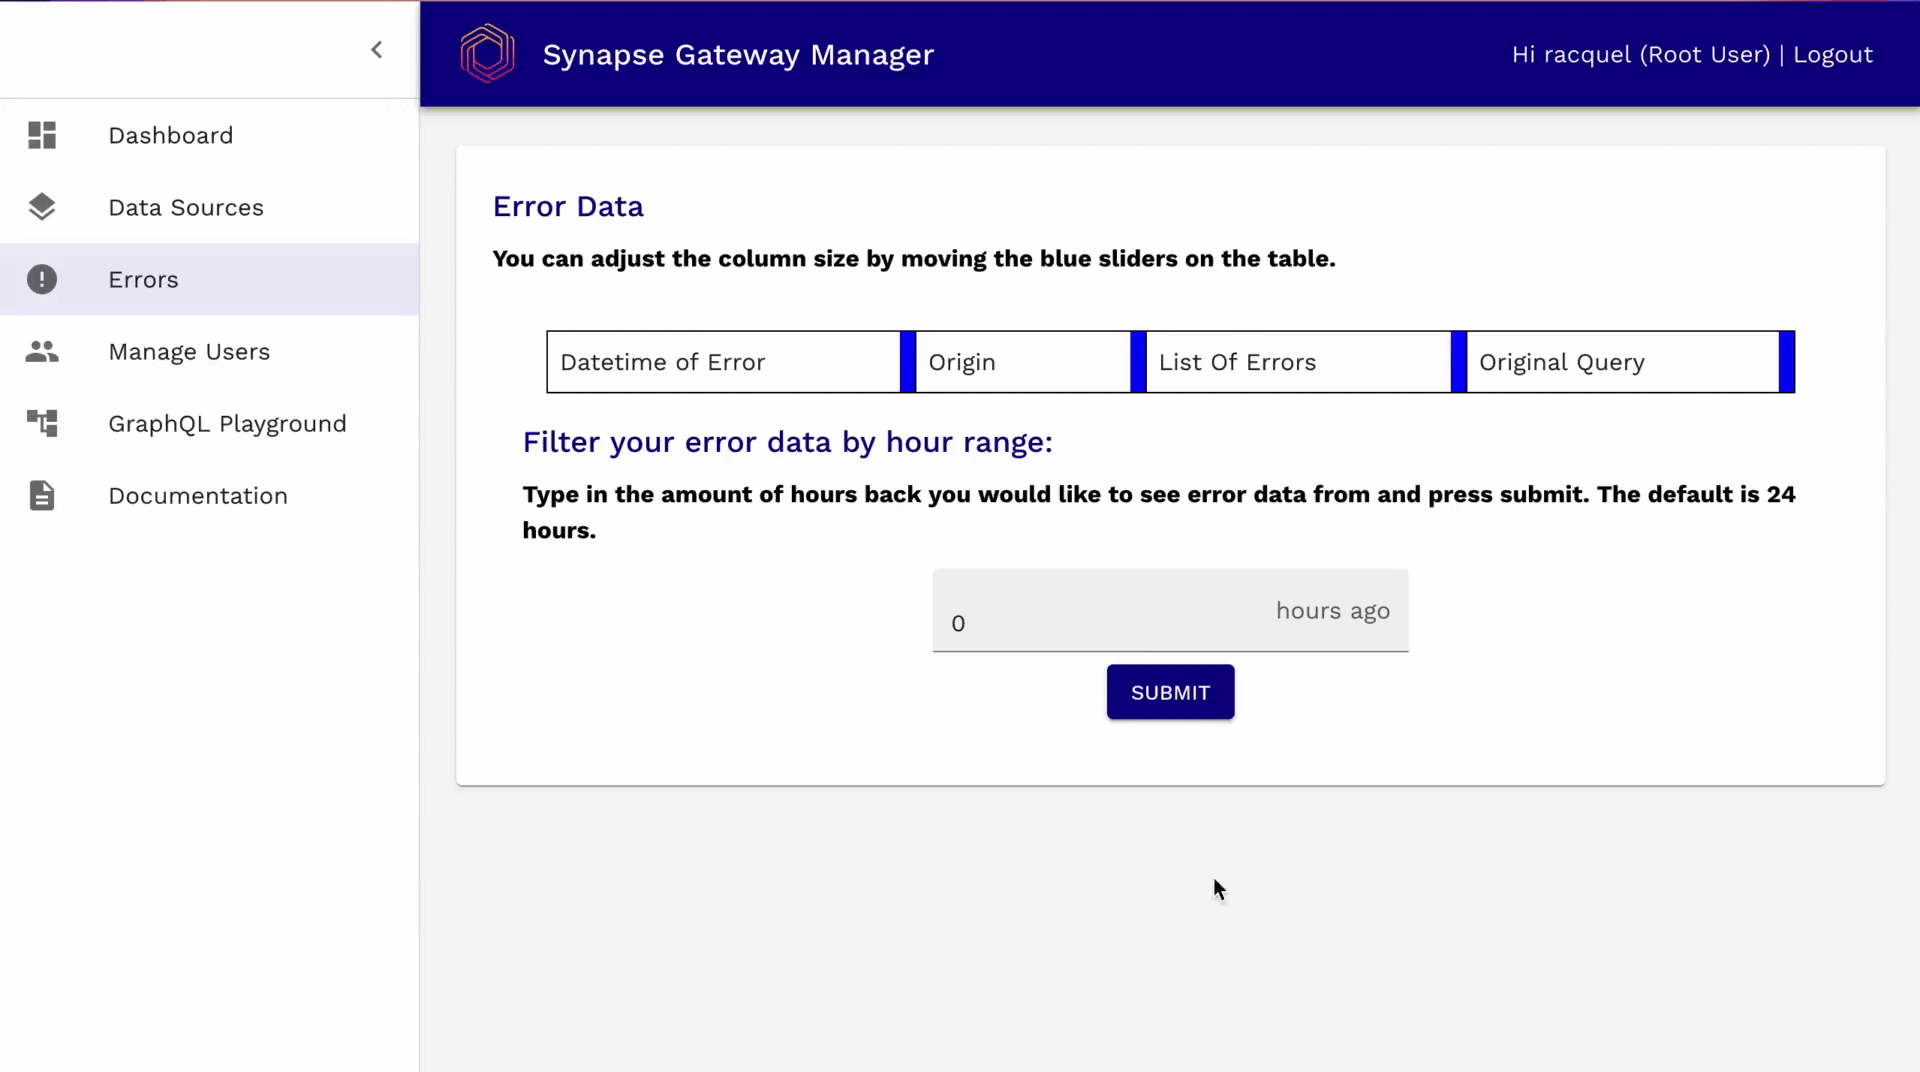 Synapse Gateway Manager
Hi racquel (Root User) | Logout
Dashboard
Data Sources
Errors
Manage Users
GraphQL Playground
Documentation
Error Data
You can adjust the column size by moving the blue sliders on the table.
Datetime of Error
Origin
List Of Errors
Original Query
Filter your error data by hour range:
Type in the amount of hours back you would like to see error data from and press submit. The default is 24
hours.
0
hours ago
SUBMIT